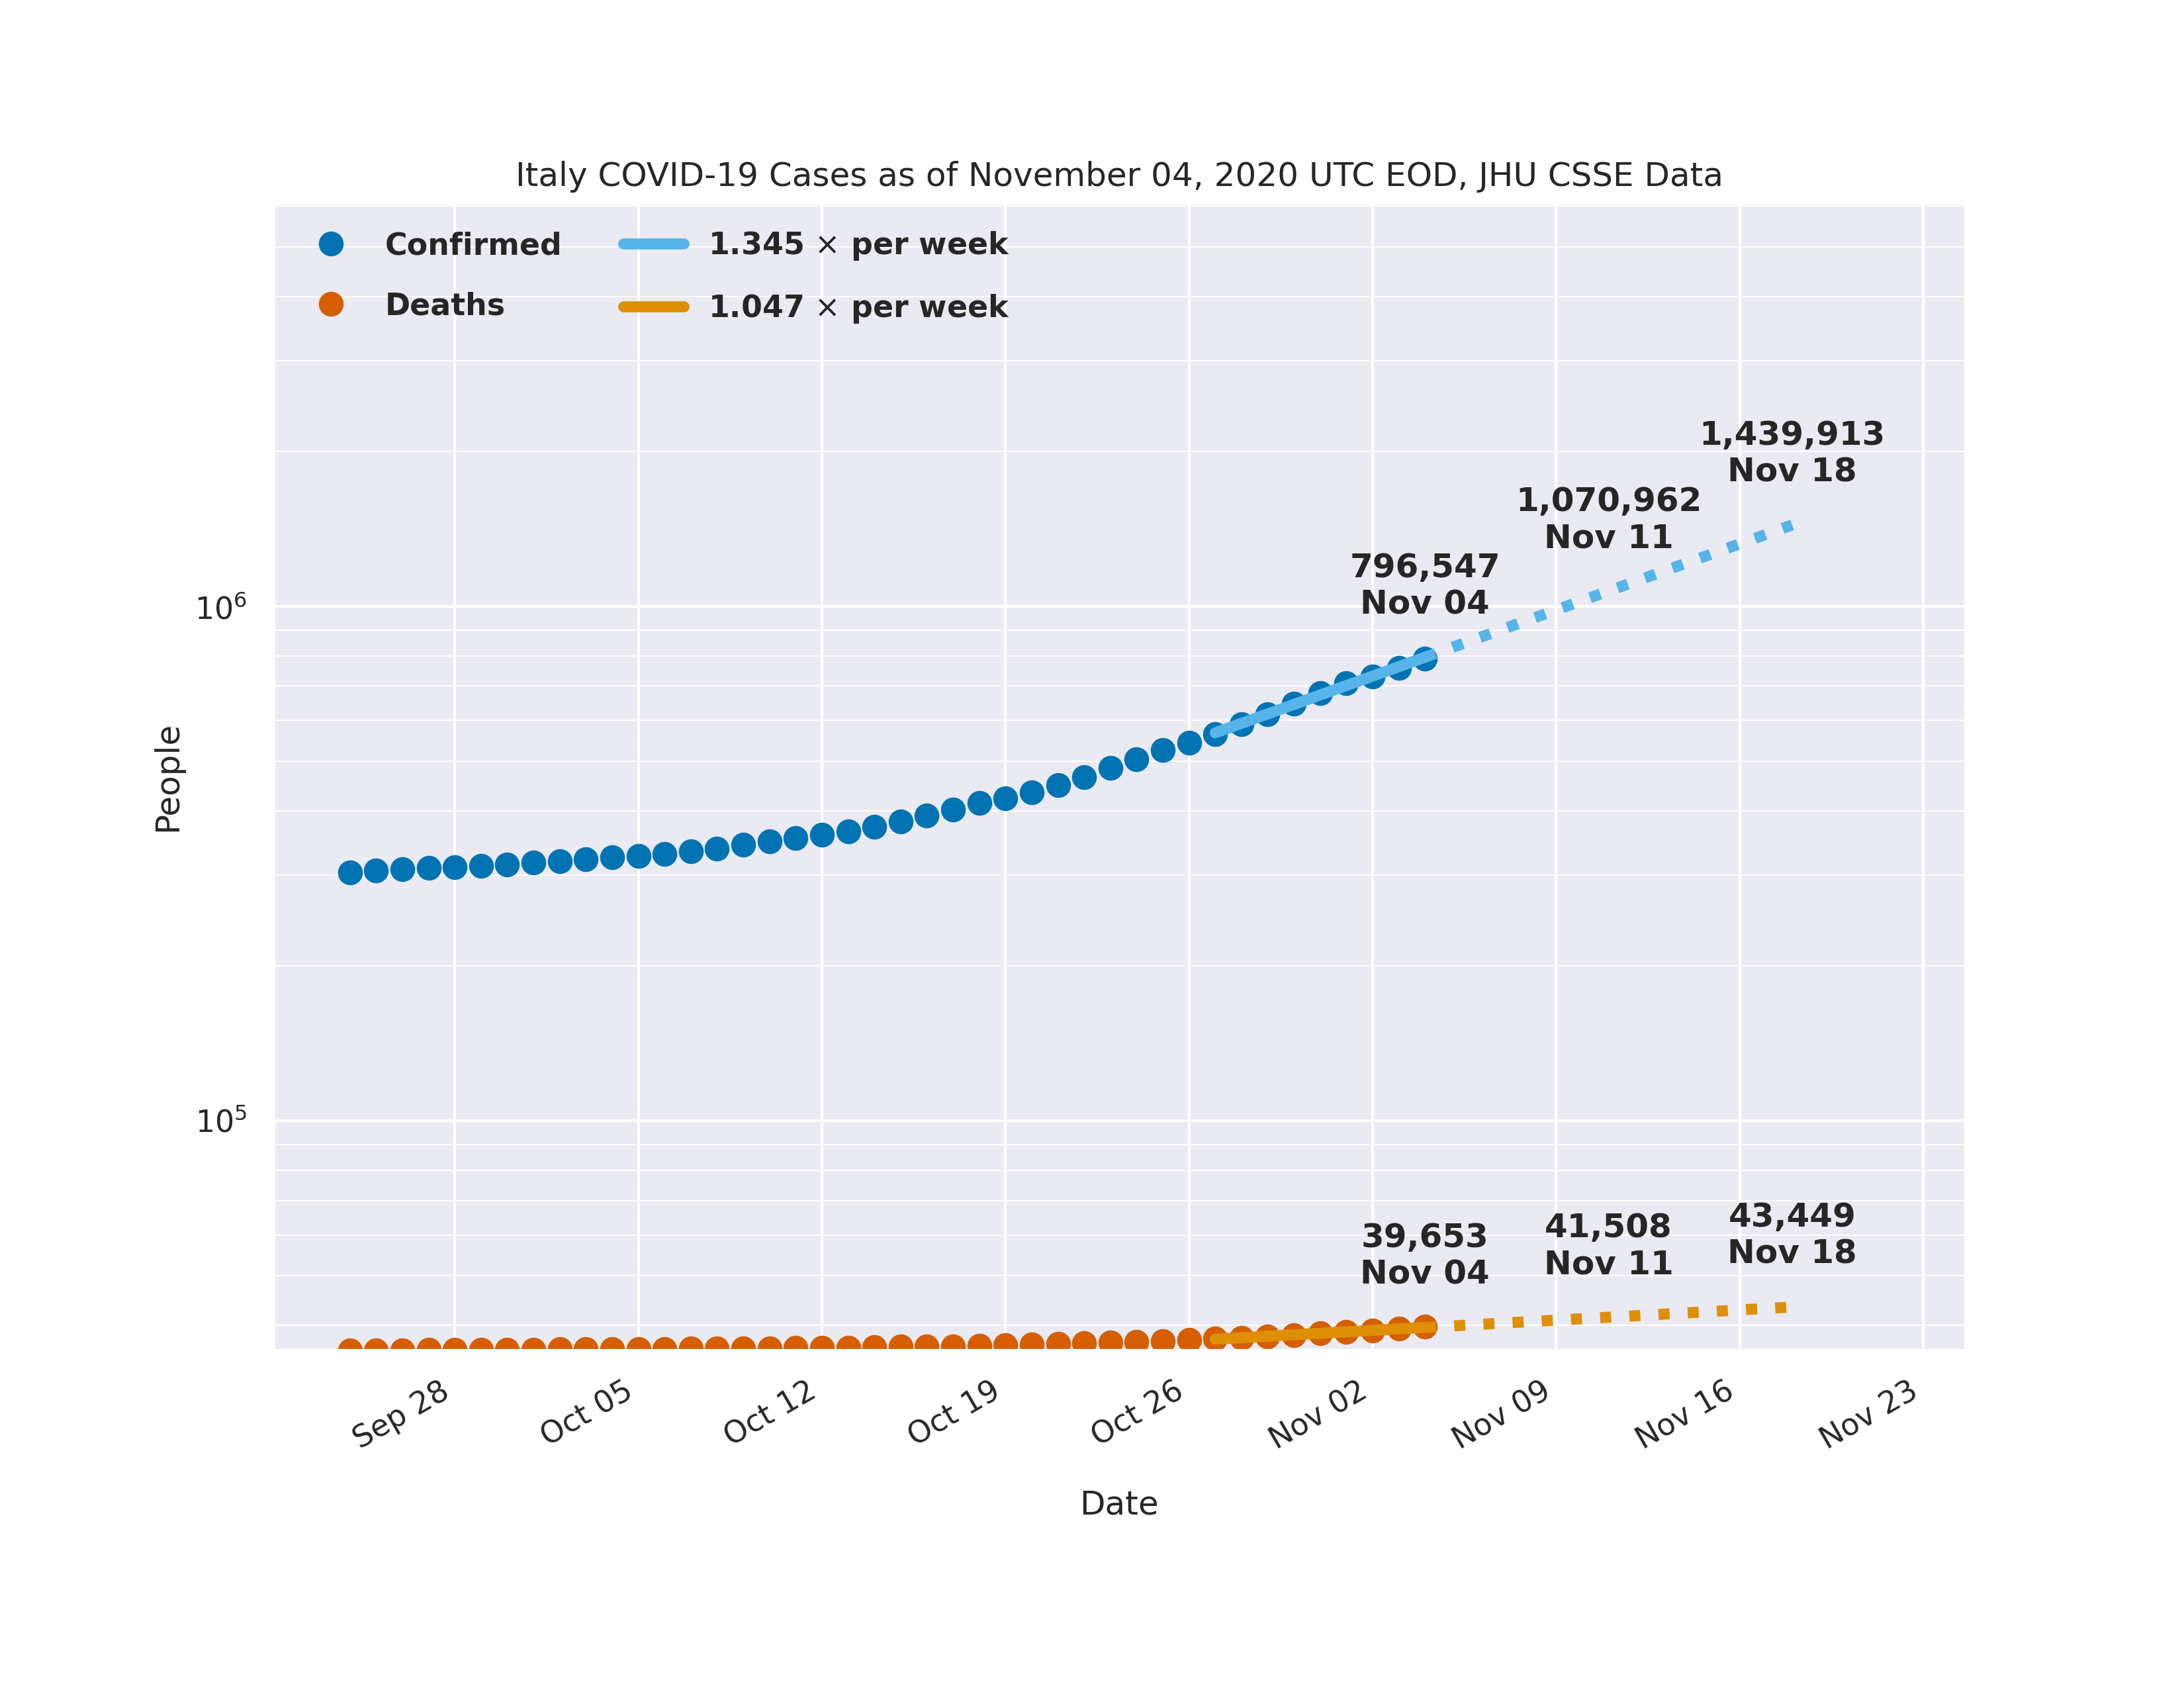 Italy COVID-19 Cases as of November 04, 2020 UTC EOD, JHU CSSE Data
Confirmed
Deaths
1.345 × per week
1.047 × per week
1,439,913
Nov 18
1,070,962
Nov 11
796,547
Nov 04
10⁶
People
10⁵
39,653
Nov 04
41,508
Nov 11
43,449
Nov 18
Sep 28
Oct 05
Oct 12
Oct 19
Oct 26
Nov 02
Nov 09
Nov 16
Nov 23
Date